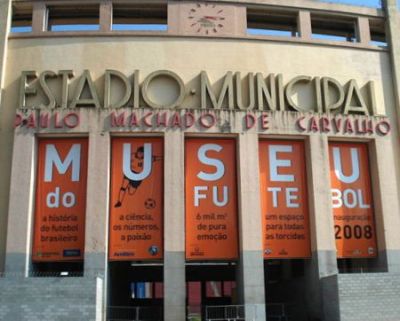 ESTADIO·MUNICIPAL
PAULO MACHADO DE CARVALHO
M U S E U
do FU TE BOL
a história
do futebol
brasileiro
a ciência,
os números,
a paixão
6 mil m²
de pura
emoção
um espaço
para todas
as torcidas
inauguração
2008